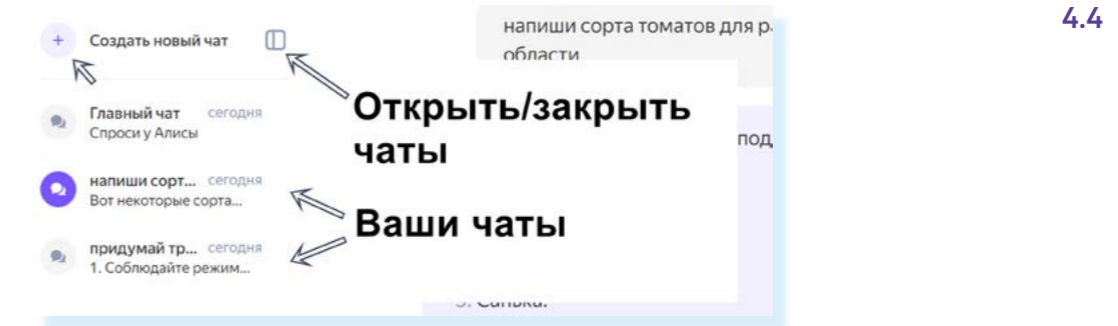 4.4
Создать новый чат
напиши сорта томатов для
области
Главный чат сегодня
Спроси у Алисы
Открыть/закрыть
чаты
под
напиши сорт... сегодня
Вот некоторые сорта...
Ваши чаты
придумай тр... сегодня
1. Соблюдайте режим...
Санька.